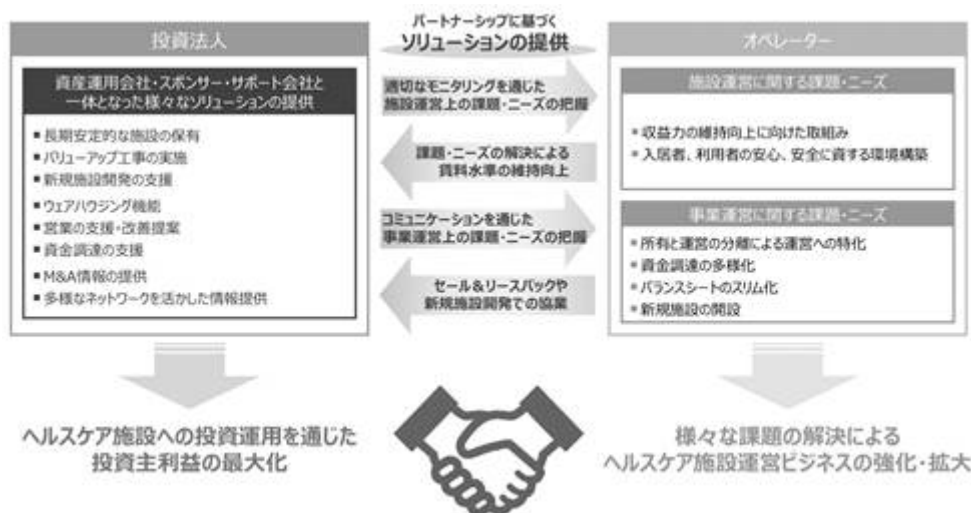 投資法人
資産運用会社・スポンサー・サポート会社と
一体となった様々なソリューションの提供
■長期安定的な施設の保有
■バリューアップ工事の実施
■新規施設開発の支援
■ウェアハウジング機能
■営業の支援・改善提案
■資金調達の支援
■M&A情報の提供
■多様なネットワークを活かした情報提供
パートナーシップに基づく
ソリューションの提供
適切なモニタリングを通じた
施設運営上の課題・ニーズの把握
課題・ニーズの解決による
賃料水準の維持向上
コミュニケーションを通じた
事業運営上の課題・ニーズの把握
セール&リースバックや
新規施設開発での協業
オペレーター
施設運営に関する課題・ニーズ
■収益力の維持向上に向けた取組み
■入居者、利用者の安心、安全に資する環境構築
事業運営に関する課題・ニーズ
■所有と運営の分離による運営への特化
■資金調達の多様化
■バランスシートのスリム化
■新規施設の開設
ヘルスケア施設への投資運用を通じた
投資主利益の最大化
様々な課題の解決による
ヘルスケア施設運営ビジネスの強化・拡大